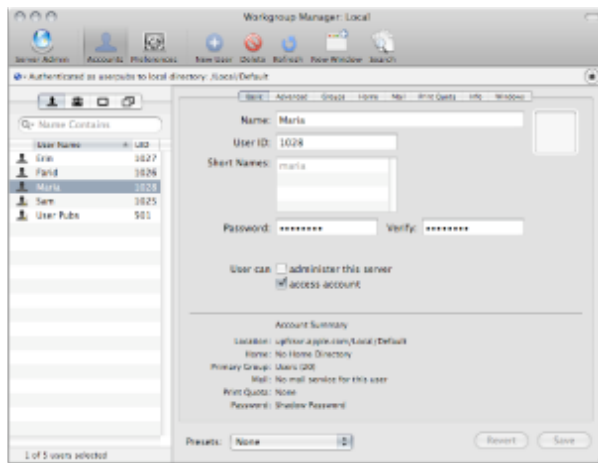 Workgroup Manager: Local
Server Admin Accounts Preferences New User Delete Refresh New Window Search
Authenticated as userpubs to local directory: /Local/Default
Basic Advanced Groups Home Mail Print Quota Info Windows
Name Contains
User Name UID
Erin 1027
Farid 1026
Maria 1028
Sam 1025
User Pubs 501
1 of 5 users selected
Name: Maria
User ID: 1028
Short Names: maria
Password: •••••••• Verify: ••••••••
User can administer this server
access account
Account Summary
Location: /Local/Default
Home: No Home Directory
Primary Group: Users (20)
Mail: No mail service for this user
Print Quota: None
Password: Shadow Password
Presets: None Revert Save